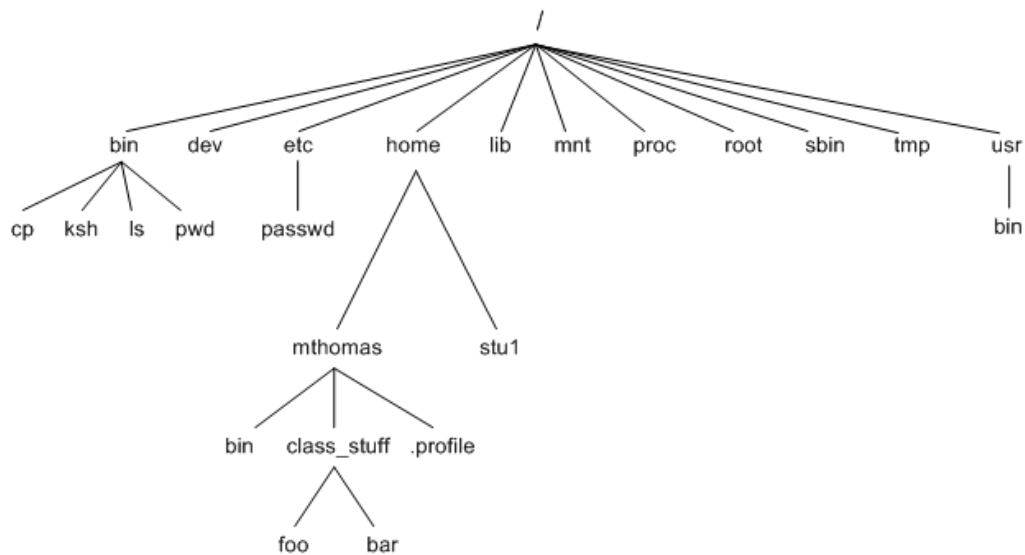 /
bin dev etc home lib mnt proc root sbin tmp usr
cp ksh ls pwd passwd bin
mthomas stu1
bin class_stuff .profile
foo bar